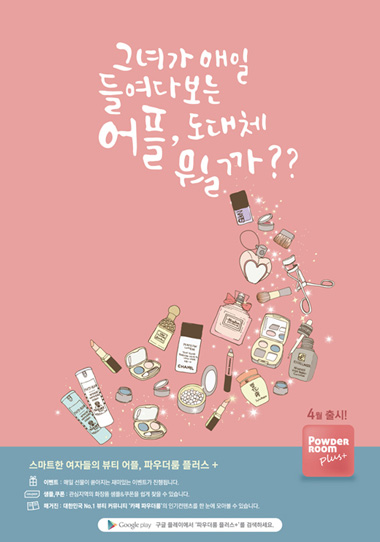 그녀가 매일
들여다보는
어플, 도대체
뭘까??
CHANEL
4월 출시!
POWDER
ROOM
plus+
스마트한 여자들의 뷰티 어플, 파우더룸 플러스 +
이벤트 : 매일 선물이 쏟아지는 재미있는 이벤트가 진행됩니다.
샘플,쿠폰 : 관심지역의 화장품 샘플&쿠폰을 쉽게 찾을 수 있습니다.
매거진 : 대한민국 No.1 뷰티 커뮤니티 '카페 파우더룸'의 인기컨텐츠를 한 눈에 모아볼 수 있습니다.
Google play 구글 플레이에서 '파우더룸 플러스+'를 검색하세요.